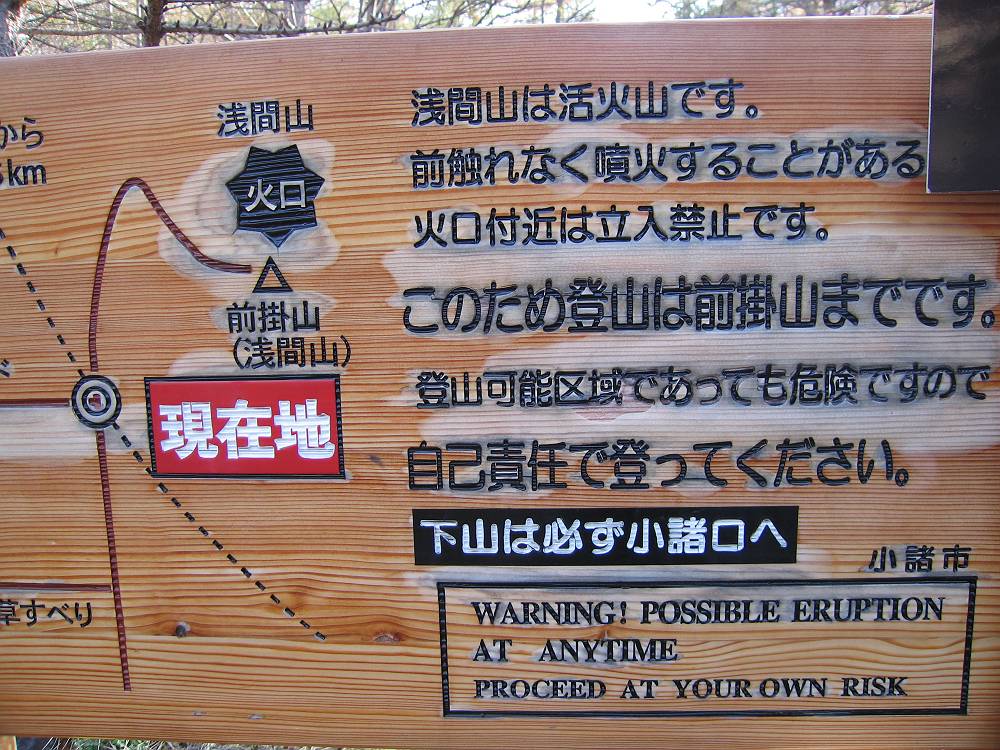 から
km
浅間山
火口
前掛山
(浅間山)
現在地
草すべり
浅間山は活火山です。
前触れなく噴火することがある
火口付近は立入禁止です。
このため登山は前掛山までです。
登山可能区域であっても危険ですので
自己責任で登ってください。
下山は必ず小諸口へ
小諸市
WARNING! POSSIBLE ERUPTION
AT ANYTIME
PROCEED AT YOUR OWN RISK